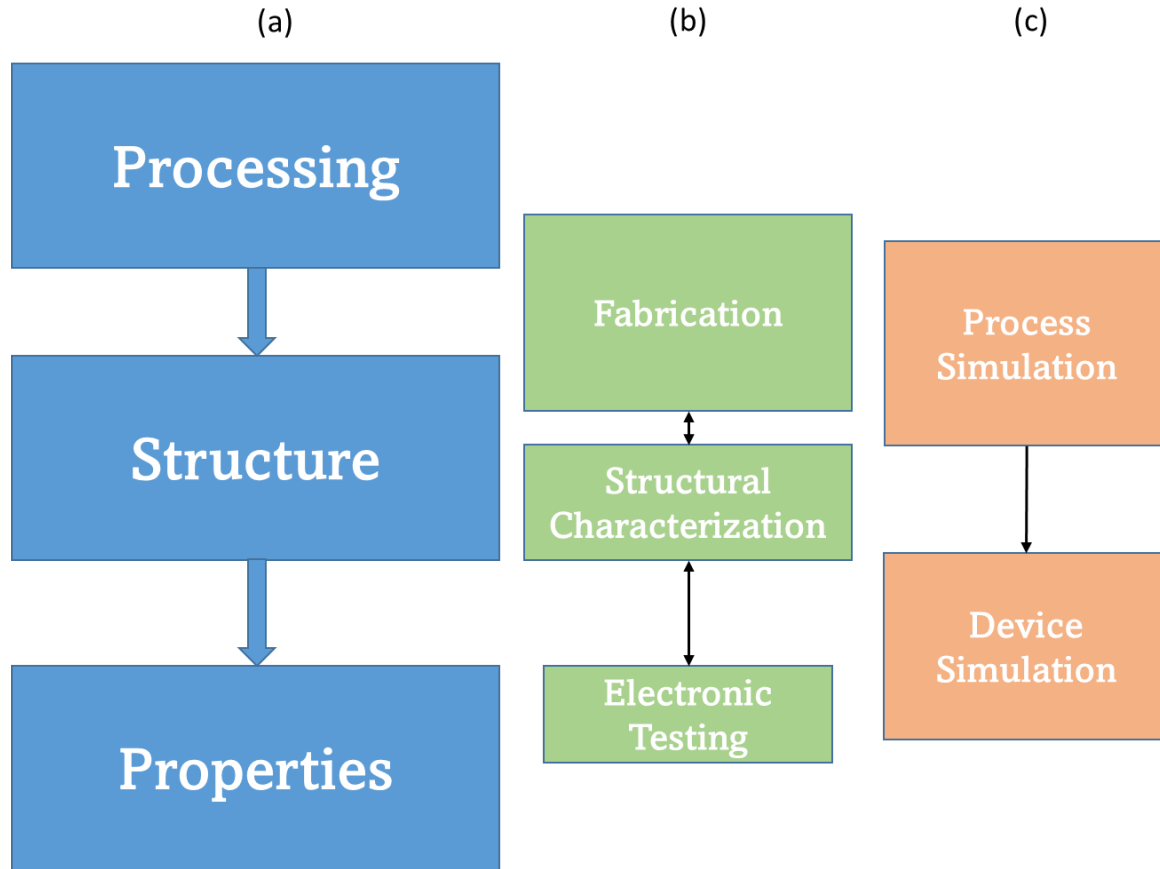 (a)
(b)
(c)
Processing
Structure
Properties
Fabrication
Structural
Characterization
Electronic
Testing
Process
Simulation
Device
Simulation